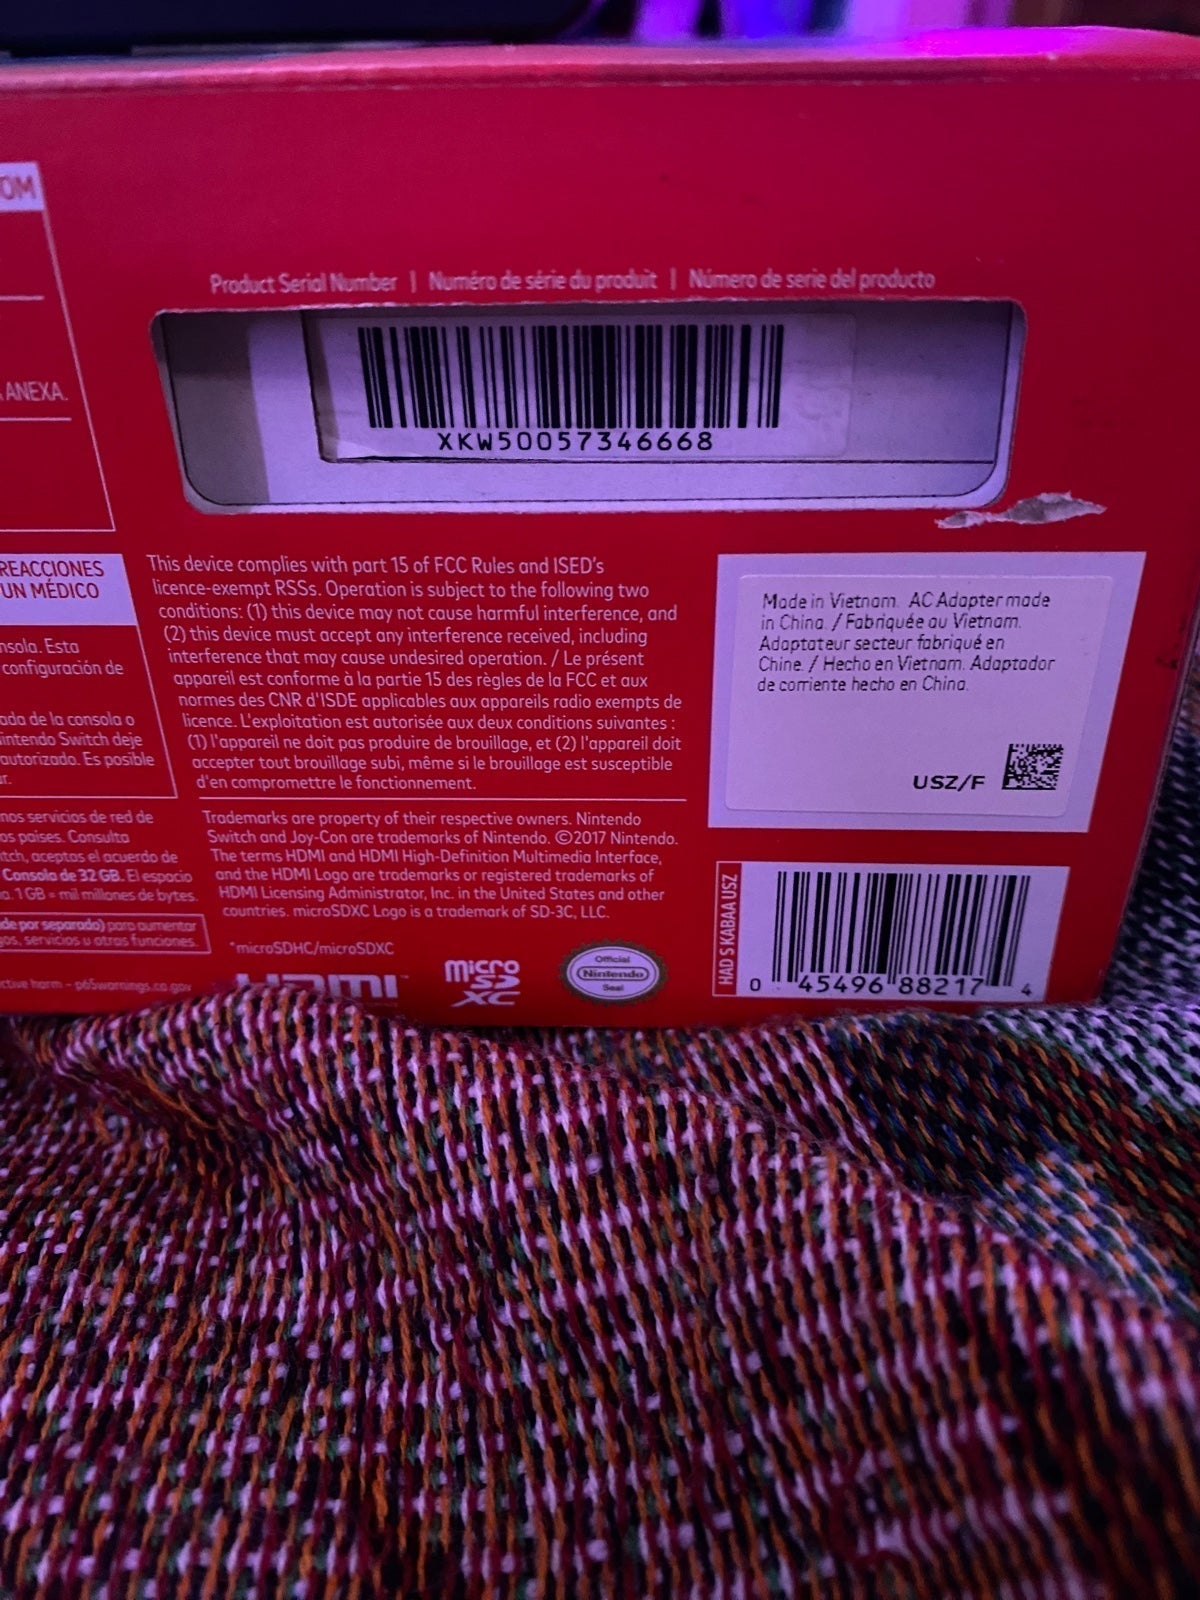 OM
ANEXA.
REACCIONES
UN MÉDICO
nsola. Esta
configuración de
ada de la consola o
intendo Switch deje
autorizado. Es posible
ur.
nos servicios de red de
os países. Consulta
itch, aceptas el acuerdo de
Consola de 32 GB. El espacio
1 GB = mil millones de bytes.
de por separado) para aumentar
gos, servicios u otras funciones.
ctive harm - p65warnings.ca.gov
Product Serial Number | Numéro de série du produit | Número de serie del producto
XKW50057346668
This device complies with part 15 of FCC Rules and ISED's
licence-exempt RSSs. Operation is subject to the following two
conditions: (1) this device may not cause harmful interference, and
(2) this device must accept any interference received, including
interference that may cause undesired operation. / Le présent
appareil est conforme à la partie 15 des règles de la FCC et aux
normes des CNR d'ISDE applicables aux appareils radio exempts de
licence. L'exploitation est autorisée aux deux conditions suivantes :
(1) l'appareil ne doit pas produire de brouillage, et (2) l'appareil doit
accepter tout brouillage subi, même si le brouillage est susceptible
d'en compromettre le fonctionnement.
Trademarks are property of their respective owners. Nintendo
Switch and Joy-Con are trademarks of Nintendo. ©2017 Nintendo.
The terms HDMI and HDMI High-Definition Multimedia Interface,
and the HDMI Logo are trademarks or registered trademarks of
HDMI Licensing Administrator, Inc. in the United States and other
countries. microSDXC Logo is a trademark of SD-3C, LLC.
*microSDHC/microSDXC
HDMI™
Micro
SD
XC
Official
Nintendo
Seal
Made in Vietnam. AC Adapter made
in China. / Fabriquée au Vietnam.
Adaptateur secteur fabriqué en
Chine. / Hecho en Vietnam. Adaptador
de corriente hecho en China.
USZ/F
HAD S KABAA USZ
0 45496 88217 4